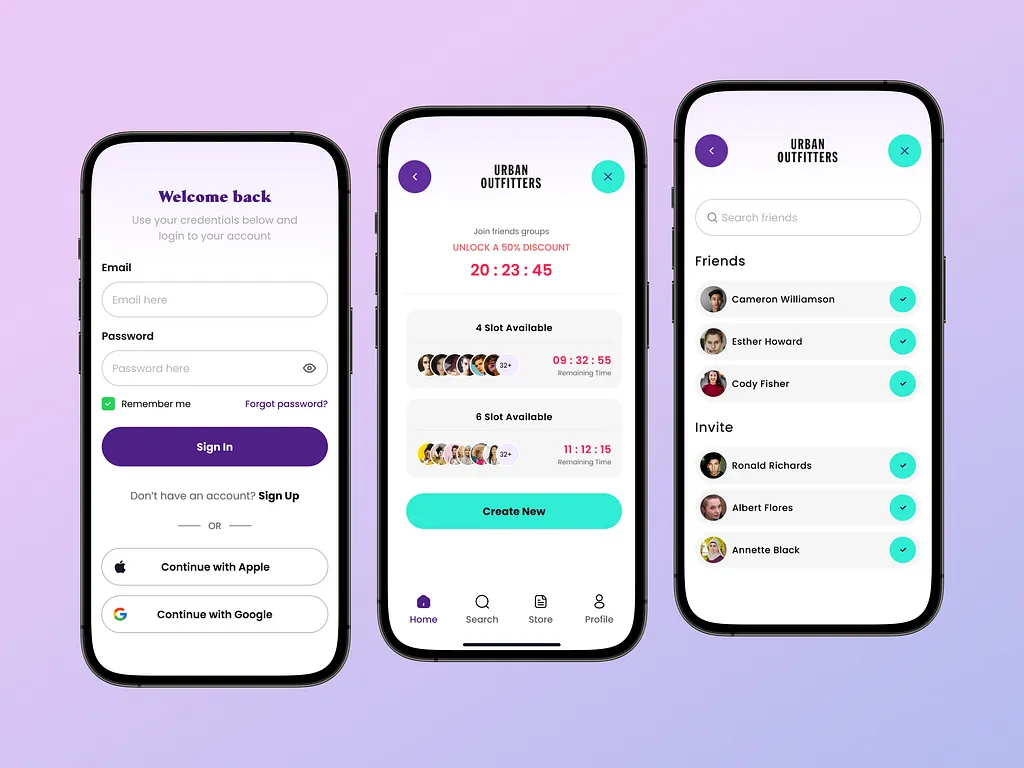 Welcome back
Use your credentials below and
login to your account
Email
Email here
Password
Password here
Remember me
Forgot password?
Sign In
Don’t have an account? Sign Up
OR
Continue with Apple
Continue with Google
URBAN
OUTFITTERS
Join friends groups
UNLOCK A 50% DISCOUNT
20 : 23 : 45
4 Slot Available
32+
09 : 32 : 55
Remaining Time
6 Slot Available
32+
11 : 12 : 15
Remaining Time
Create New
Home
Search
Store
Profile
URBAN
OUTFITTERS
Search friends
Friends
Cameron Williamson
Esther Howard
Cody Fisher
Invite
Ronald Richards
Albert Flores
Annette Black